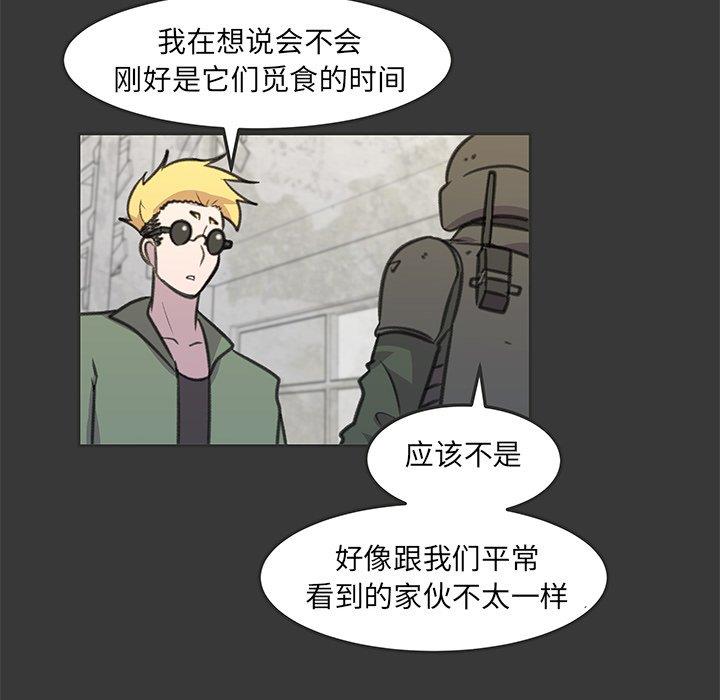 我在想说会不会
刚好是它们觅食的时间
应该不是
好像跟我们平常
看到的家伙不太一样